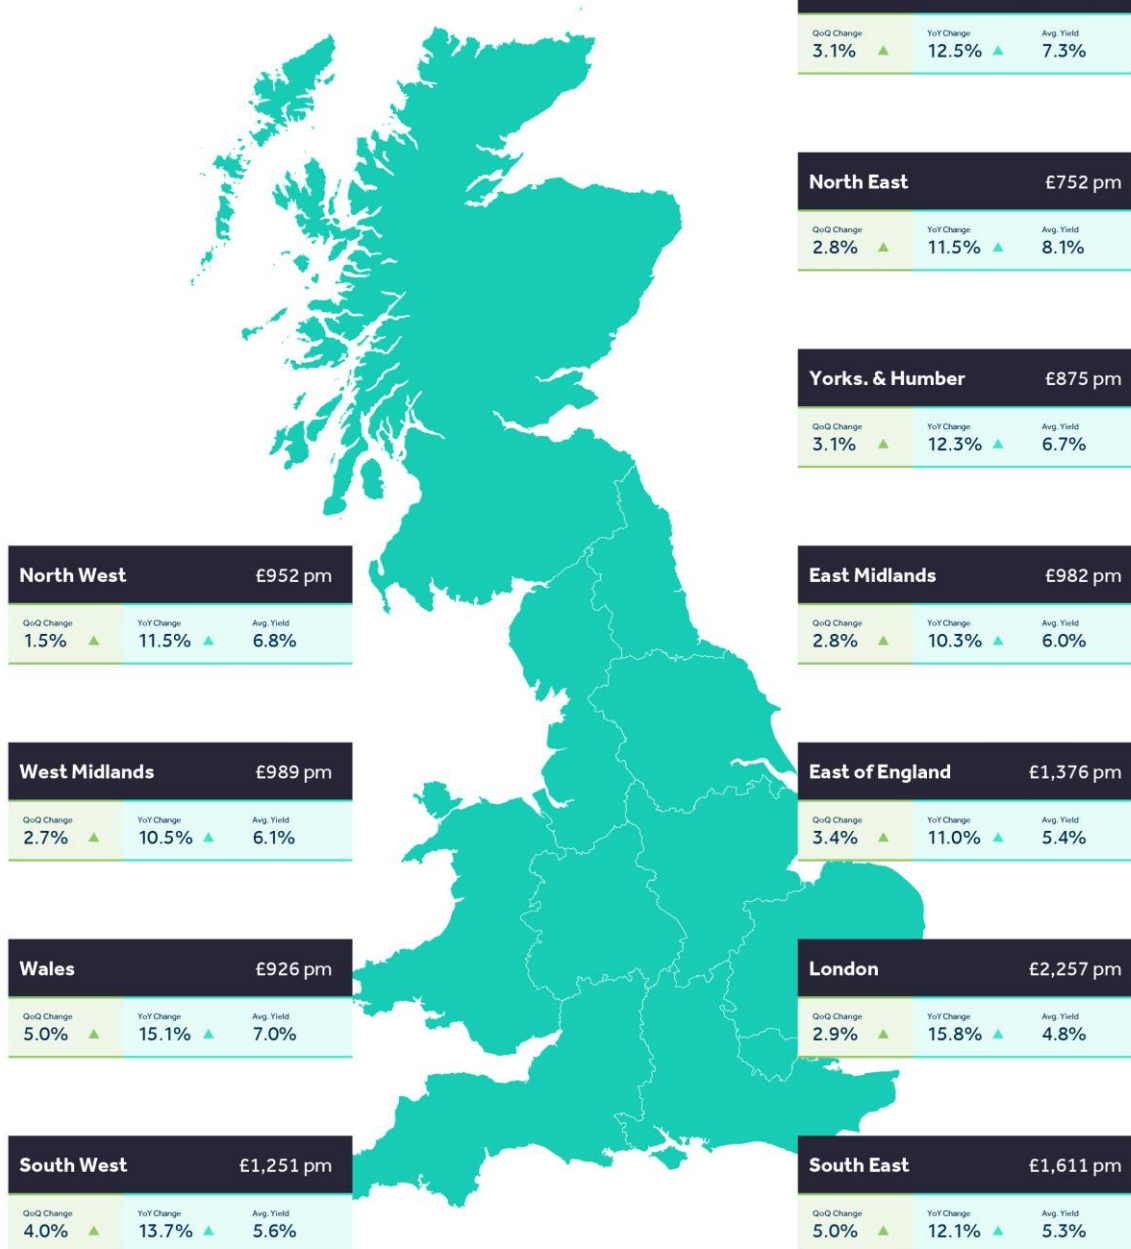 QoQ Change YoY Change Avg. Yield
3.1% 12.5% 7.3%
North East £752 pm
QoQ Change YoY Change Avg. Yield
2.8% 11.5% 8.1%
Yorks. & Humber £875 pm
QoQ Change YoY Change Avg. Yield
3.1% 12.3% 6.7%
North West £952 pm
QoQ Change YoY Change Avg. Yield
1.5% 11.5% 6.8%
East Midlands £982 pm
QoQ Change YoY Change Avg. Yield
2.8% 10.3% 6.0%
West Midlands £989 pm
QoQ Change YoY Change Avg. Yield
2.7% 10.5% 6.1%
East of England £1,376 pm
QoQ Change YoY Change Avg. Yield
3.4% 11.0% 5.4%
Wales £926 pm
QoQ Change YoY Change Avg. Yield
5.0% 15.1% 7.0%
London £2,257 pm
QoQ Change YoY Change Avg. Yield
2.9% 15.8% 4.8%
South West £1,251 pm
QoQ Change YoY Change Avg. Yield
4.0% 13.7% 5.6%
South East £1,611 pm
QoQ Change YoY Change Avg. Yield
5.0% 12.1% 5.3%